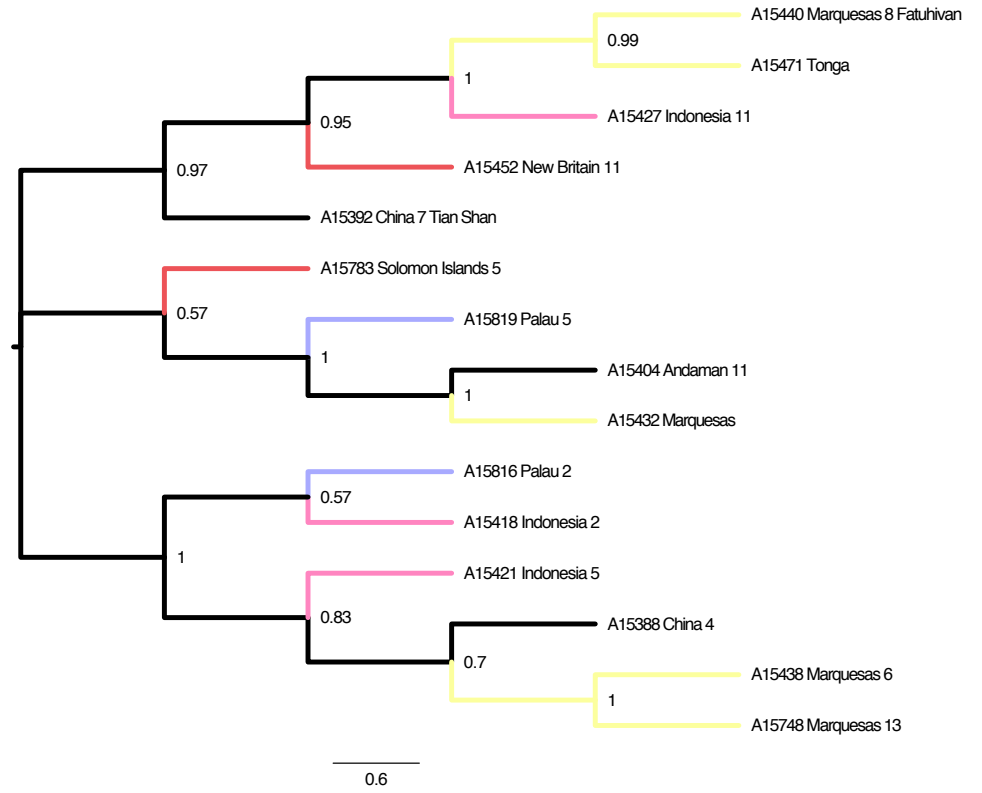 A15440 Marquesas 8 Fatuhivan
0.99
A15471 Tonga
1
A15427 Indonesia 11
0.95
A15452 New Britain 11
0.97
A15392 China 7 Tian Shan
A15783 Solomon Islands 5
0.57
A15819 Palau 5
1
A15404 Andaman 11
1
A15432 Marquesas
A15816 Palau 2
0.57
A15418 Indonesia 2
1
A15421 Indonesia 5
0.83
A15388 China 4
0.7
A15438 Marquesas 6
1
A15748 Marquesas 13
0.6